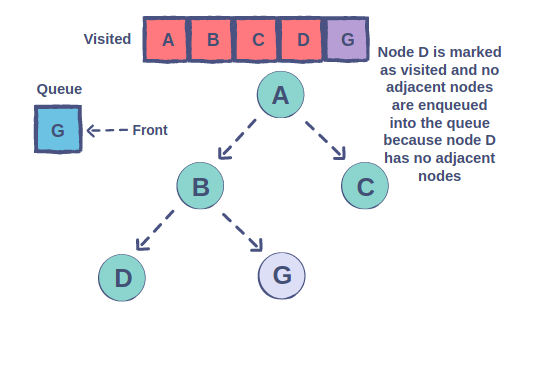 Visited A B C D G
Node D is marked
as visited and no
adjacent nodes
are enqueued
into the queue
because node D
has no adjacent
nodes
Queue
G Front
A
B
C
D
G